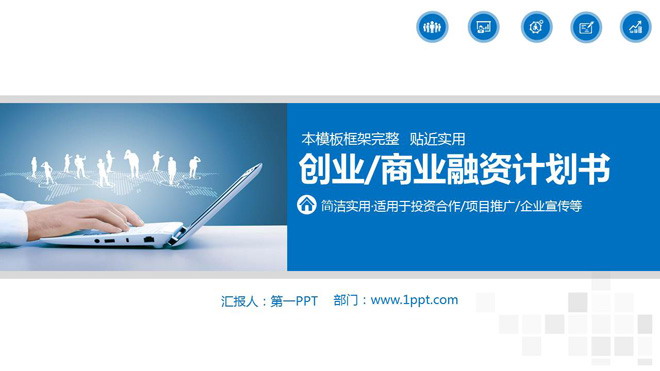 本模板框架完整 贴近实用
创业/商业融资计划书
简洁实用·适用于投资合作/项目推广/企业宣传等
汇报人：第一PPT 部门：www.1ppt.com